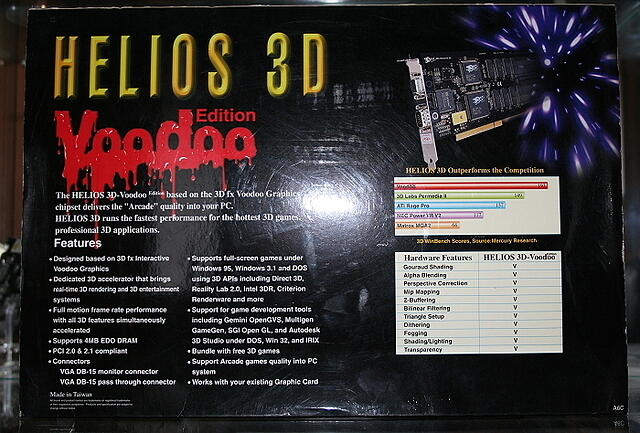 HELIOS 3D
Voodoo Edition
The HELIOS 3D-Voodoo Edition based on the 3D fx Voodoo Graphics
chipset delivers the "Arcade" quality into your PC.
HELIOS 3D runs the fastest performance for the hottest 3D games,
professional 3D applications.
Features
• Designed based on 3D fx Interactive
Voodoo Graphics
• Dedicated 3D accelerator that brings
real-time 3D rendering and 3D entertainment
systems
• Full motion frame rate performance
with all 3D features simultaneously
accelerated
• Supports 4MB EDO DRAM
• PCI 2.0 & 2.1 compliant
• Connectors
VGA DB-15 monitor connector
VGA DB-15 pass through connector
• Supports full-screen games under
Windows 95, Windows 3.1 and DOS
using 3D APIs including Direct 3D,
Reality Lab 2.0, Intel 3DR, Criterion
Renderware and more
• Support for game development tools
including Gemini OpenGVS, Multigen
GameGen, SGI Open GL, and Autodesk
3D Studio under DOS, Win 32, and IRIX
• Bundle with free 3D games
• Support Arcade games quality into PC
system
• Works with your existing Graphic Card
HELIOS 3D Outperforms the Competition
Voodoo
3D Labs Permedia II
ATI Rage Pro
NEC Power VR V2
Matrox MGA2
3D WinBench Scores, Source:Mercury Research
Hardware Features HELIOS 3D-Voodoo
Gouraud Shading V
Alpha Blending V
Perspective Correction V
Mip Mapping V
Z-Buffering V
Bilinear Filtering V
Triangle Setup V
Dithering V
Fogging V
Shading/Lighting V
Transparency V
Made in Taiwan
A6C